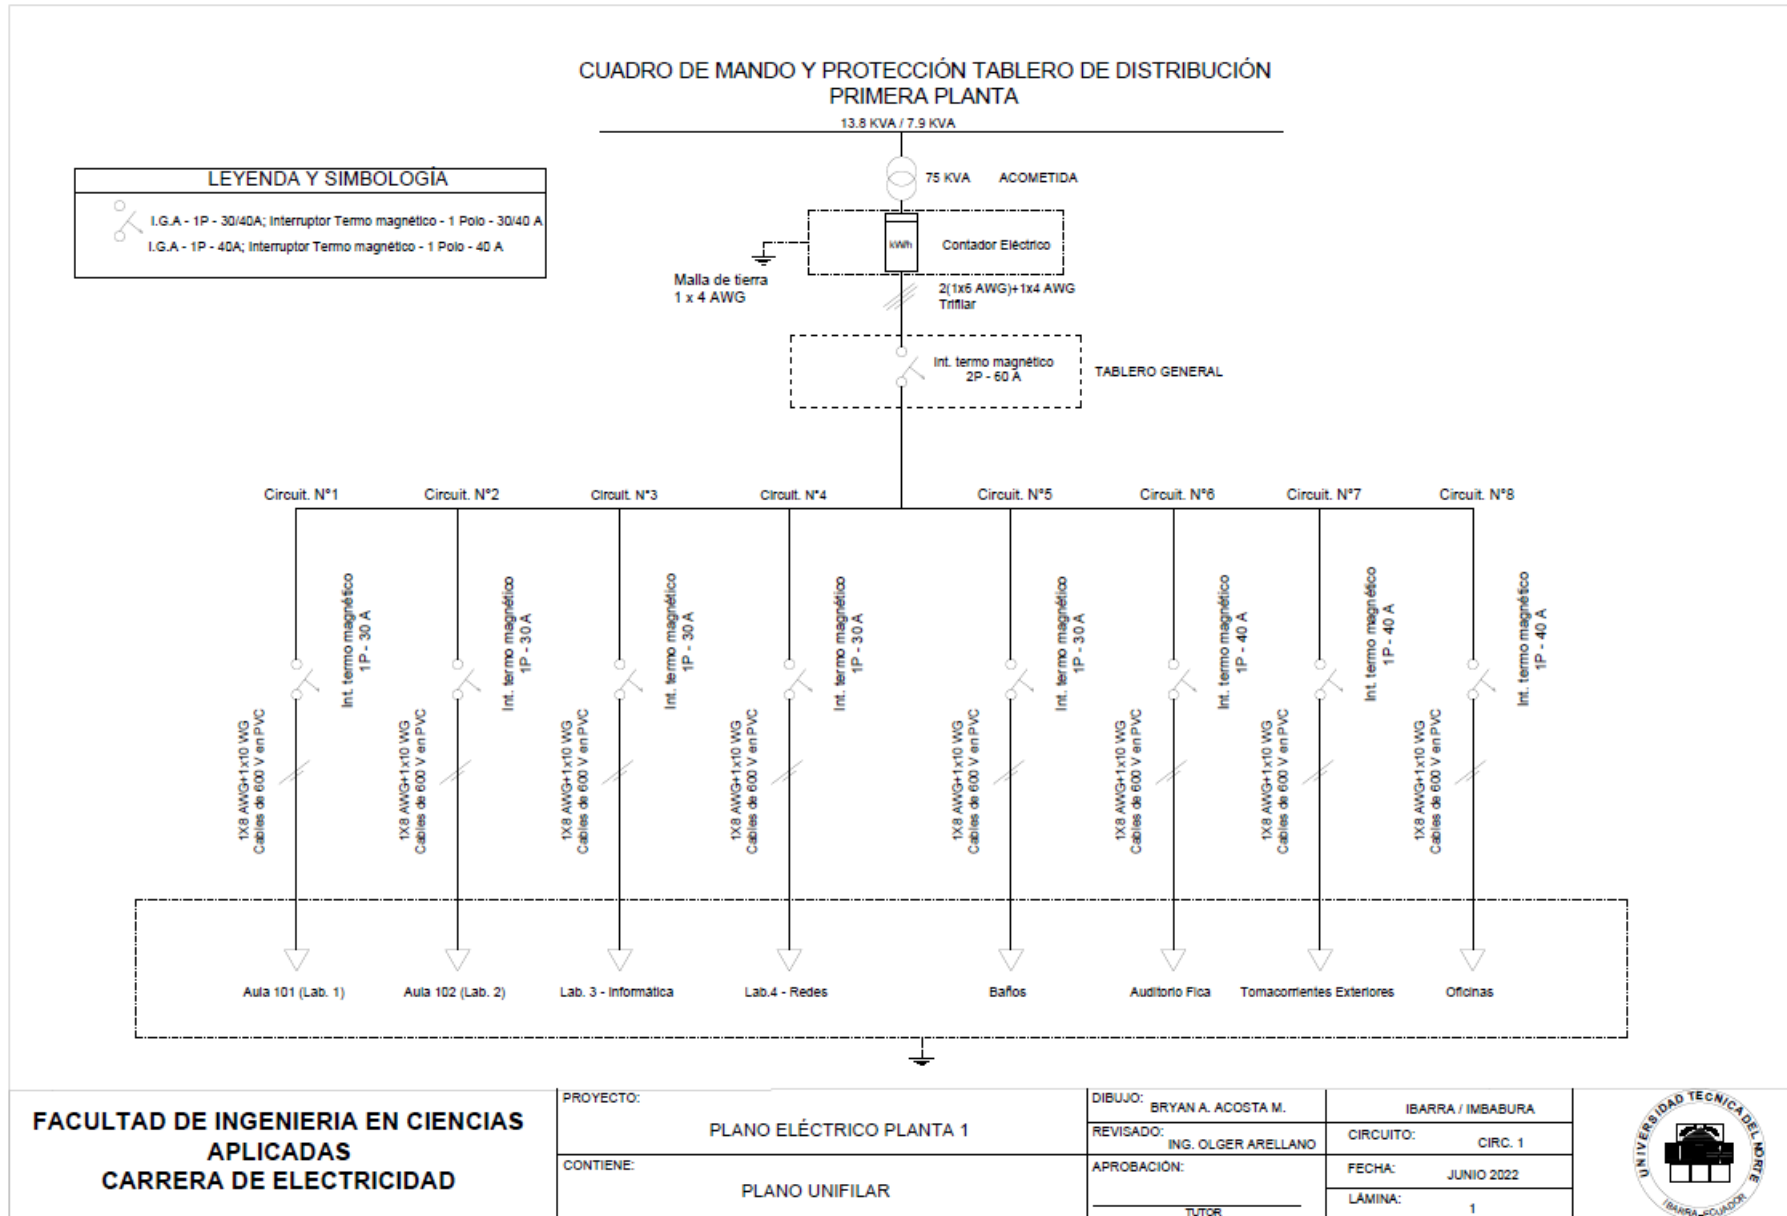 CUADRO DE MANDO Y PROTECCIÓN TABLERO DE DISTRIBUCIÓN
PRIMERA PLANTA
13.8 KVA / 7.9 KVA
LEYENDA Y SIMBOLOGÍA
I.G.A - 1P - 30/40A; Interruptor Termo magnético - 1 Polo - 30/40 A
I.G.A - 1P - 40A; Interruptor Termo magnético - 1 Polo - 40 A
75 KVA ACOMETIDA
kWh
Contador Eléctrico
Malla de tierra
1 x 4 AWG
2(1x6 AWG)+1x4 AWG
Trifilar
Int. termo magnético
2P - 60 A
TABLERO GENERAL
Circuit. N°1
Circuit. N°2
Circuit. N°3
Circuit. N°4
Circuit. N°5
Circuit. N°6
Circuit. N°7
Circuit. N°8
Int. termo magnético
1P - 30 A
Int. termo magnético
1P - 30 A
Int. termo magnético
1P - 30 A
Int. termo magnético
1P - 30 A
Int. termo magnético
1P - 30 A
Int. termo magnético
1P - 40 A
Int. termo magnético
1P - 40 A
Int. termo magnético
1P - 40 A
1X8 AWG+1x10 WG
Cables de 600 V en PVC
1X8 AWG+1x10 WG
Cables de 600 V en PVC
1X8 AWG+1x10 WG
Cables de 600 V en PVC
1X8 AWG+1x10 WG
Cables de 600 V en PVC
1X8 AWG+1x10 WG
Cables de 600 V en PVC
1X8 AWG+1x10 WG
Cables de 600 V en PVC
1X8 AWG+1x10 WG
Cables de 600 V en PVC
1X8 AWG+1x10 WG
Cables de 600 V en PVC
Aula 101 (Lab. 1)
Aula 102 (Lab. 2)
Lab. 3 - Informática
Lab.4 - Redes
Baños
Auditorio Fica
Tomacorrientes Exteriores
Oficinas
FACULTAD DE INGENIERIA EN CIENCIAS
APLICADAS
CARRERA DE ELECTRICIDAD
PROYECTO:
PLANO ELÉCTRICO PLANTA 1
CONTIENE:
PLANO UNIFILAR
DIBUJO: BRYAN A. ACOSTA M.
REVISADO: ING. OLGER ARELLANO
APROBACIÓN:
TUTOR
IBARRA / IMBABURA
CIRCUITO: CIRC. 1
FECHA: JUNIO 2022
LÁMINA: 1
UNIVERSIDAD TECNICA DEL NORTE
IBARRA-ECUADOR